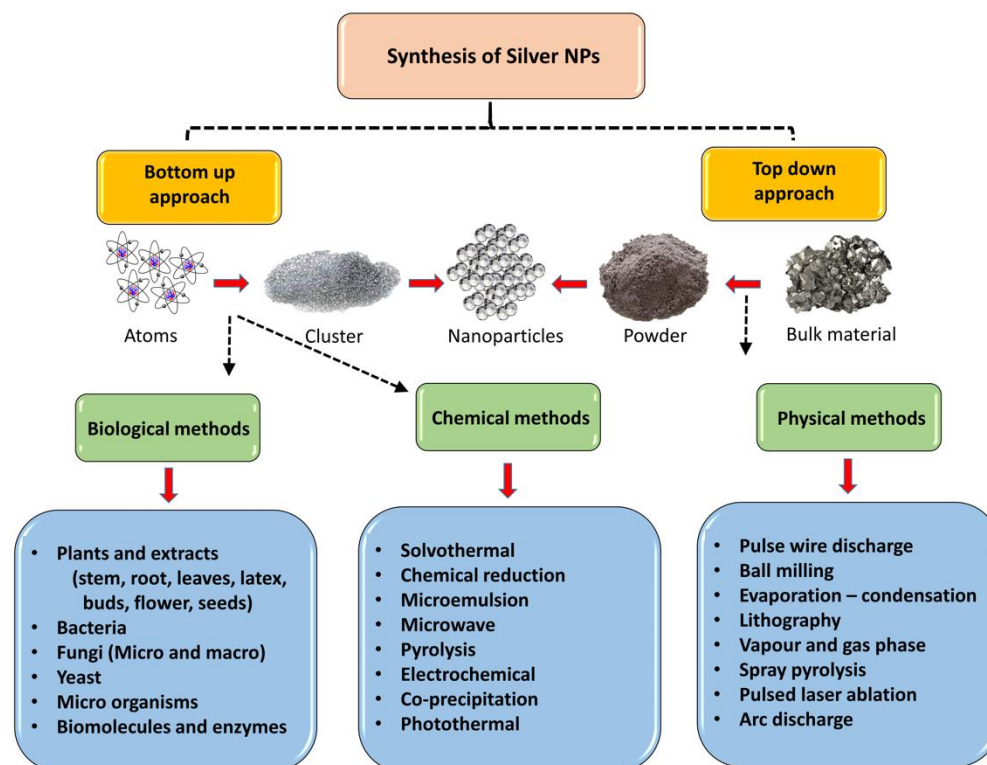 Synthesis of Silver NPs
Bottom up
approach
Top down
approach
Atoms
Cluster
Nanoparticles
Powder
Bulk material
Biological methods
Chemical methods
Physical methods
• Plants and extracts
(stem, root, leaves, latex,
buds, flower, seeds)
• Bacteria
• Fungi (Micro and macro)
• Yeast
• Micro organisms
• Biomolecules and enzymes
• Solvothermal
• Chemical reduction
• Microemulsion
• Microwave
• Pyrolysis
• Electrochemical
• Co-precipitation
• Photothermal
• Pulse wire discharge
• Ball milling
• Evaporation – condensation
• Lithography
• Vapour and gas phase
• Spray pyrolysis
• Pulsed laser ablation
• Arc discharge